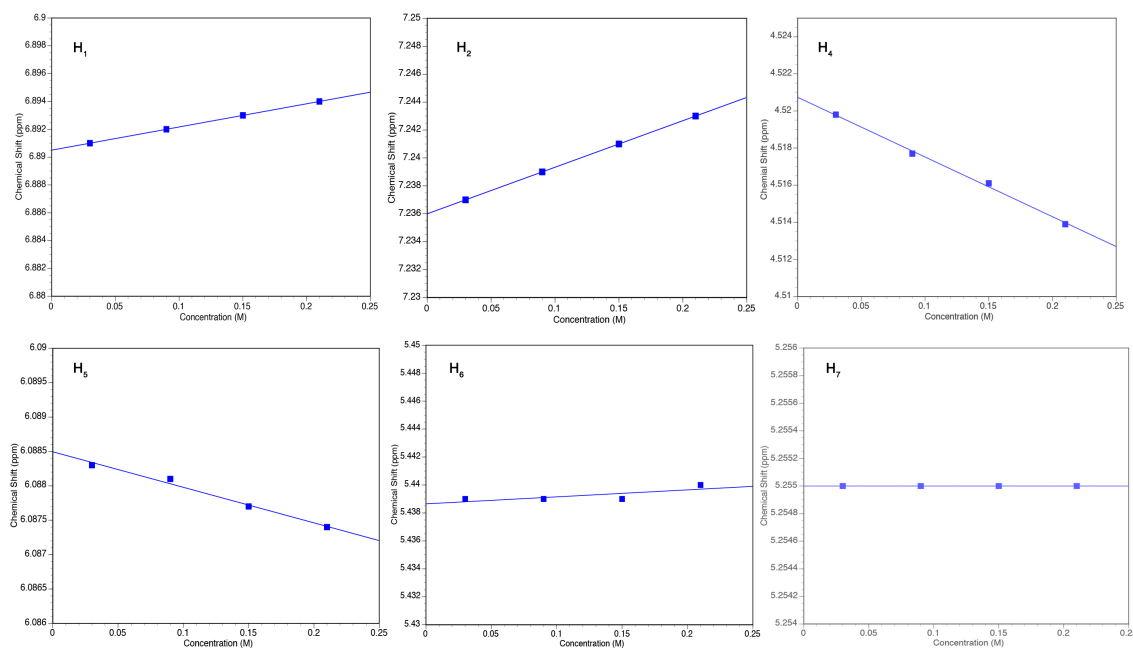 H1
Chemical Shift (ppm)
6.9
6.898
6.896
6.894
6.892
6.89
6.888
6.886
6.884
6.882
6.88
0 0.05 0.1 0.15 0.2 0.25
Concentration (M)
H2
Chemical Shift (ppm)
7.25
7.248
7.246
7.244
7.242
7.24
7.238
7.236
7.234
7.232
7.23
0 0.05 0.1 0.15 0.2 0.25
Concentration (M)
H4
Chemial Shift (ppm)
4.524
4.522
4.52
4.518
4.516
4.514
4.512
4.51
0 0.05 0.1 0.15 0.2 0.25
Concentration (M)
H5
Chemical Shift (ppm)
6.09
6.0895
6.089
6.0885
6.088
6.0875
6.087
6.0865
6.086
0 0.05 0.1 0.15 0.2 0.25
Concentration (M)
H6
Chemical Shift (ppm)
5.45
5.448
5.446
5.444
5.442
5.44
5.438
5.436
5.434
5.432
5.43
0 0.05 0.1 0.15 0.2 0.25
Concentration (M)
H7
Chemical Shift (ppm)
5.256
5.2558
5.2556
5.2554
5.2552
5.255
5.2548
5.2546
5.2544
5.2542
5.254
0 0.05 0.1 0.15 0.2 0.25
Concentration (M)